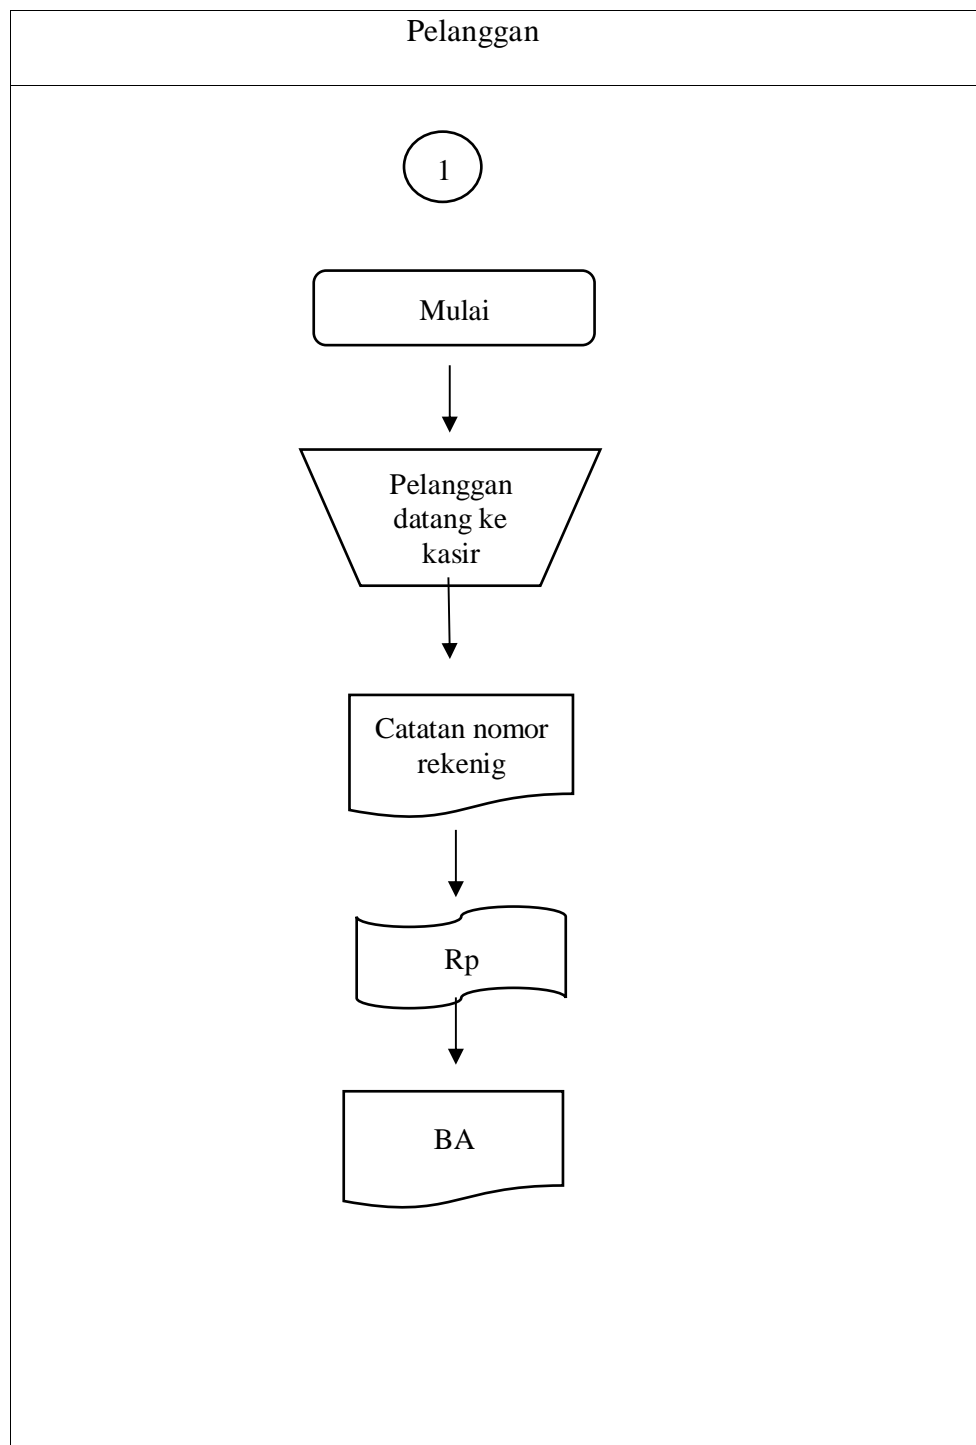 Pelanggan
1
Mulai
Pelanggan
datang ke
kasir
Catatan nomor
rekenig
Rp
BA